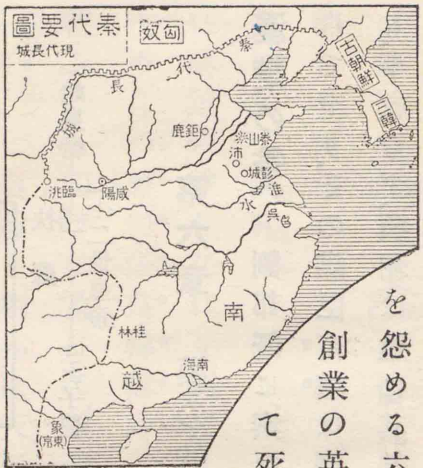 秦代要圖
現代長城
匈奴
秦代長城
古朝鮮
三韓
鉅鹿
泰山
沛
彭城
淮水
吳
咸陽
臨洮
南越
桂林
南海
象
(東京)
を怨める
創業の英
て死